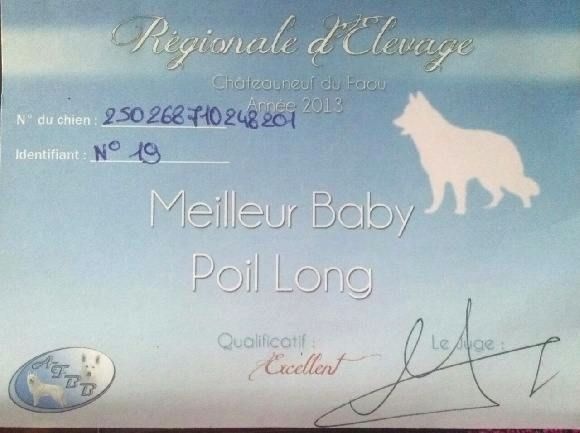 Régionale d'Elevage
Châteauneuf du Faou
Année 2013
N° du chien : 250268710248201
Identifiant : N° 19
Meilleur Baby
Poil Long
Qualificatif :
Excellent
Le Juge :
AFBB